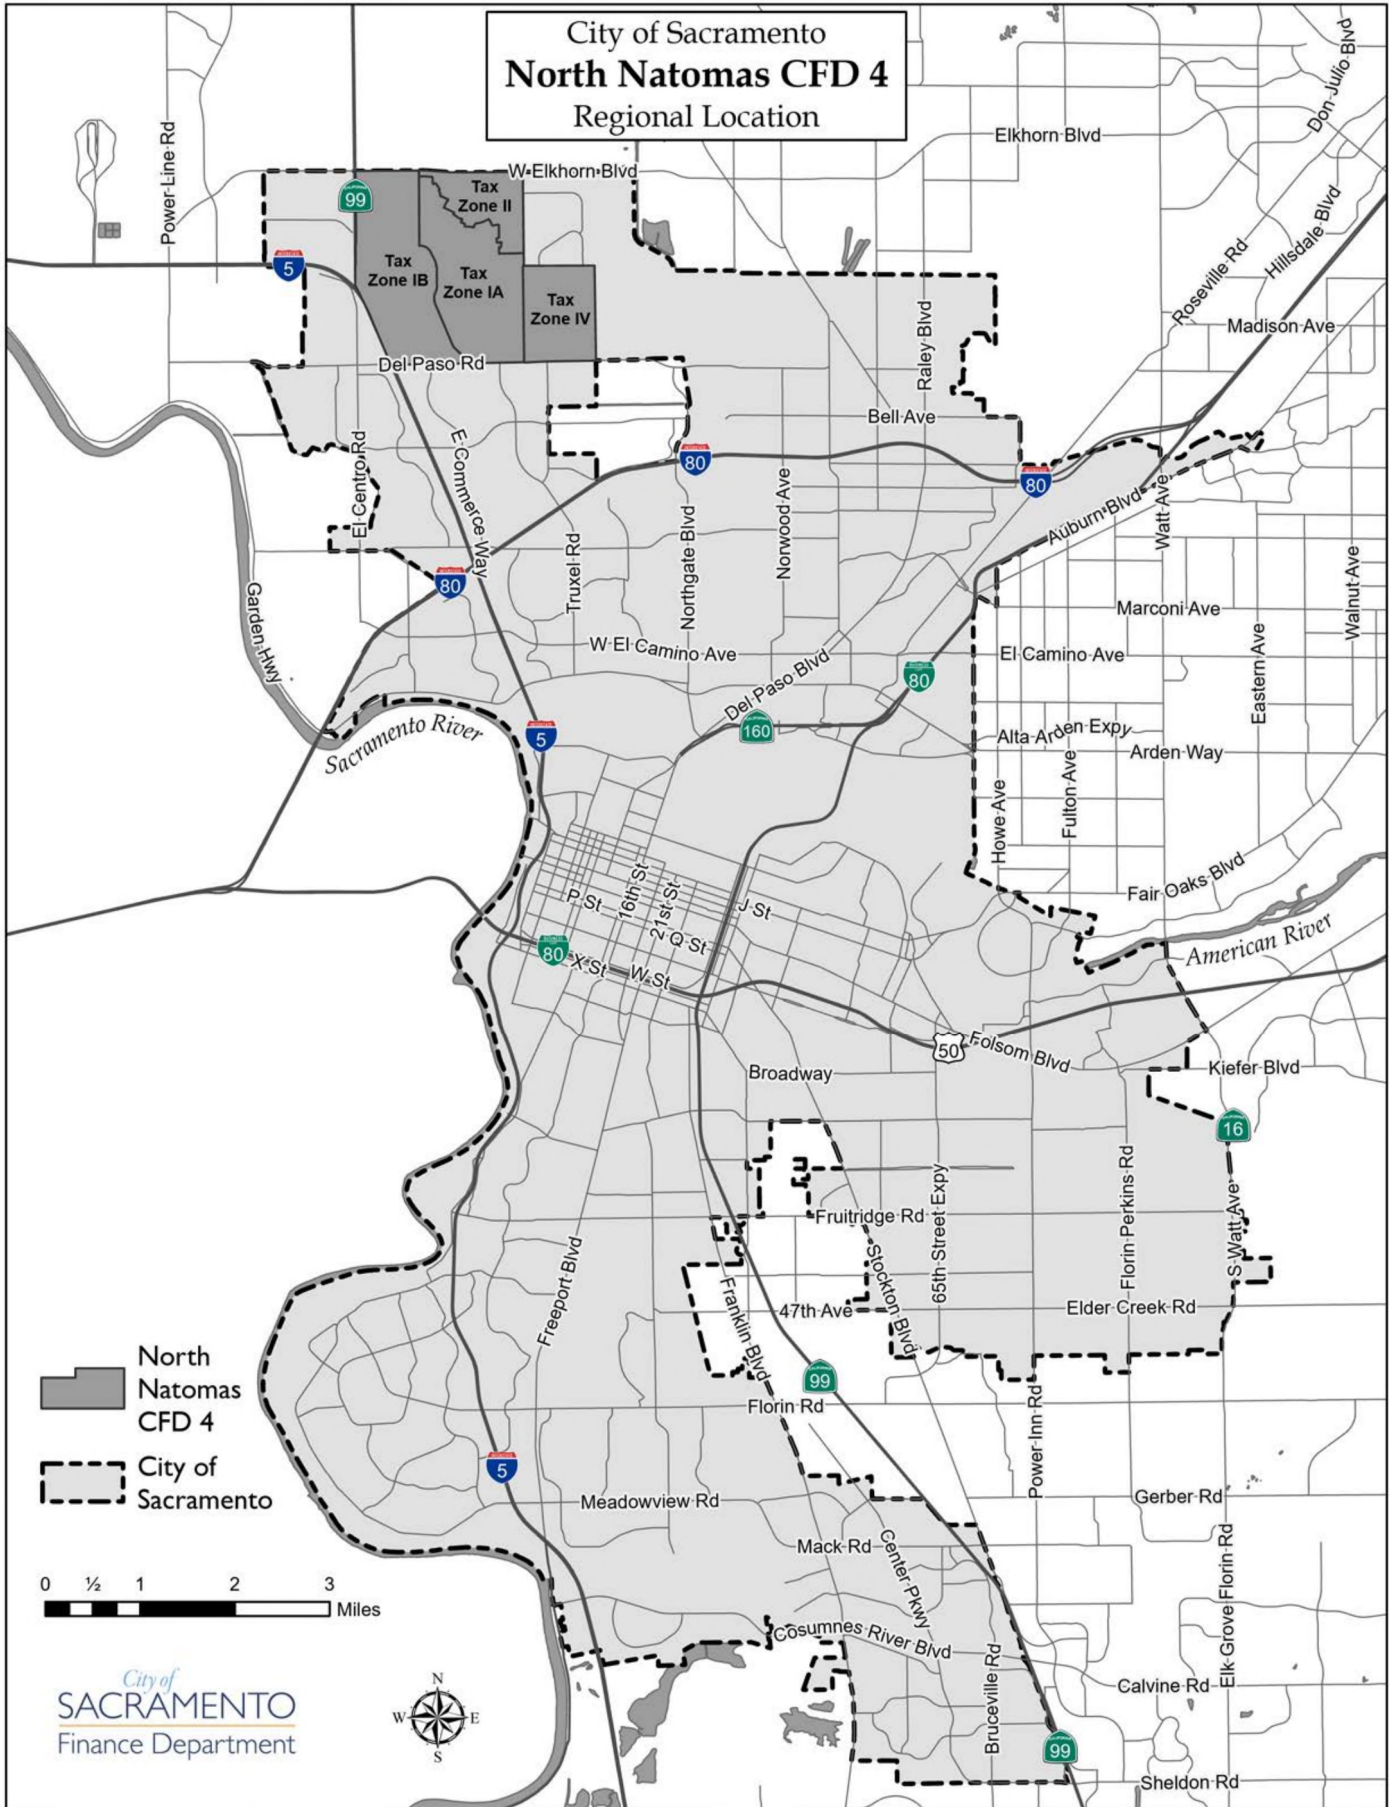 City of Sacramento
North Natomas CFD 4
Regional Location
Don Julio Blvd
Elkhorn Blvd
Power Line Rd
W Elkhorn Blvd
99
Tax
Zone II
Hillsdale Blvd
Roseville Rd
5
Tax
Zone IB
Tax
Zone IA
Tax
Zone IV
Madison Ave
Raley Blvd
Del Paso Rd
Bell Ave
El Centro Rd
E Commerce Way
80
80
Norwood Ave
Auburn Blvd
Watt Ave
80
Truxel Rd
Northgate Blvd
Walnut Ave
Garden Hwy
Marconi Ave
W El Camino Ave
El Camino Ave
Eastern Ave
Del Paso Blvd
80
160
5
Sacramento River
Alta Arden Expy
Arden Way
Howe Ave
Fulton Ave
Fair Oaks Blvd
P St
16th St
21st St
J St
Q St
American River
80
X St
W St
50
Folsom Blvd
Broadway
Kiefer Blvd
16
Fruitridge Rd
65th Street Expy
Florin Perkins Rd
S Watt Ave
Freeport Blvd
Franklin Blvd
Stockton Blvd
47th Ave
Elder Creek Rd
North
Natomas
CFD 4
99
Florin Rd
Power Inn Rd
City of
Sacramento
5
Meadowview Rd
Gerber Rd
Mack Rd
Center Pkwy
Elk Grove Florin Rd
0 ½ 1 2 3
Miles
Cosumnes River Blvd
Bruceville Rd
Calvine Rd
City of
SACRAMENTO
Finance Department
N
W E
S
99
Sheldon Rd